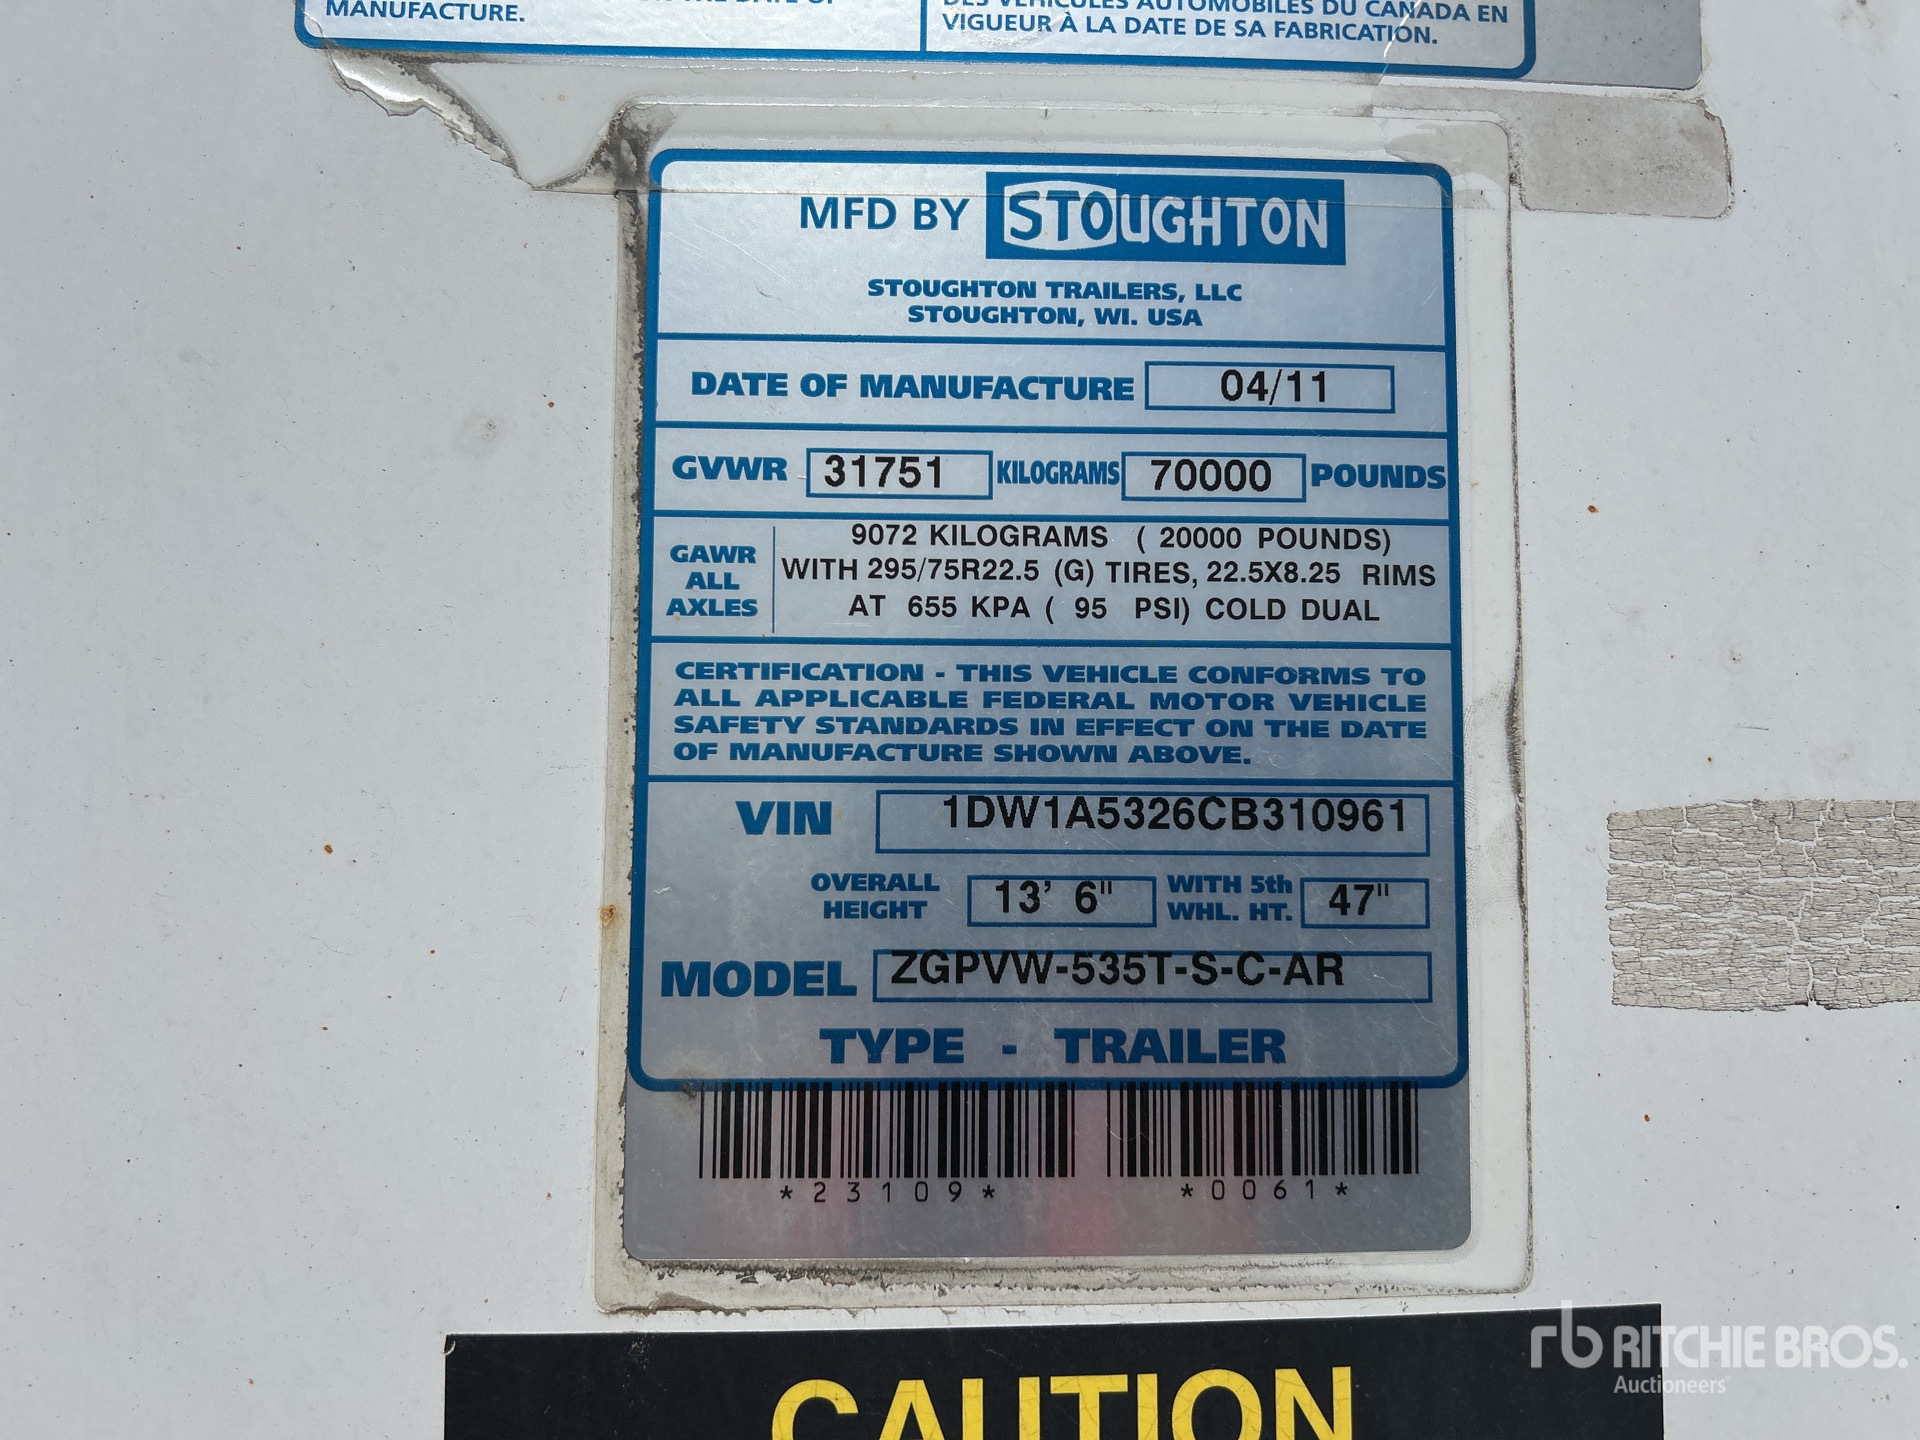 MANUFACTURE.
DES VÉHICULES AUTOMOBILES DU CANADA EN
VIGUEUR À LA DATE DE SA FABRICATION.
MFD BY STOUGHTON
STOUGHTON TRAILERS, LLC
STOUGHTON, WI. USA
DATE OF MANUFACTURE 04/11
GVWR 31751 KILOGRAMS 70000 POUNDS
GAWR ALL AXLES
9072 KILOGRAMS ( 20000 POUNDS)
WITH 295/75R22.5 (G) TIRES, 22.5X8.25 RIMS
AT 655 KPA ( 95 PSI) COLD DUAL
CERTIFICATION - THIS VEHICLE CONFORMS TO
ALL APPLICABLE FEDERAL MOTOR VEHICLE
SAFETY STANDARDS IN EFFECT ON THE DATE
OF MANUFACTURE SHOWN ABOVE.
VIN 1DW1A5326CB310961
OVERALL HEIGHT 13' 6" WITH 5th WHL. HT. 47"
MODEL ZGPVW-535T-S-C-AR
TYPE - TRAILER
*23109* *0061*
CAUTION
rb RITCHIE BROS.
Auctioneers